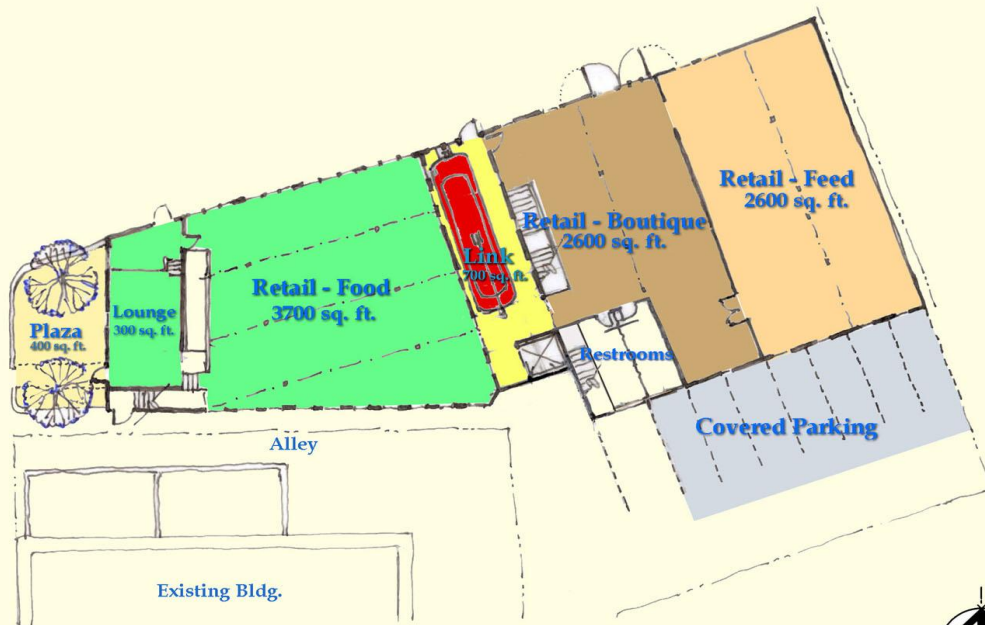 Retail - Feed
2600 sq. ft.
Retail - Boutique
2600 sq. ft.
Link
700 sq. ft.
Retail - Food
3700 sq. ft.
Lounge
300 sq. ft.
Plaza
400 sq. ft.
Restrooms
Covered Parking
Alley
Existing Bldg.